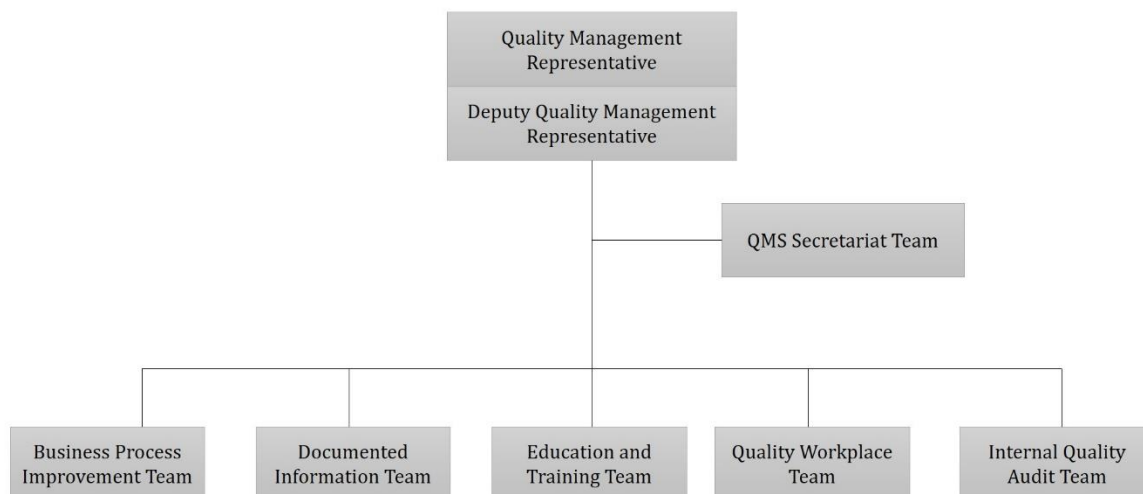 Quality Management
Representative
Deputy Quality Management
Representative
QMS Secretariat Team
Business Process
Improvement Team
Documented
Information Team
Education and
Training Team
Quality Workplace
Team
Internal Quality
Audit Team